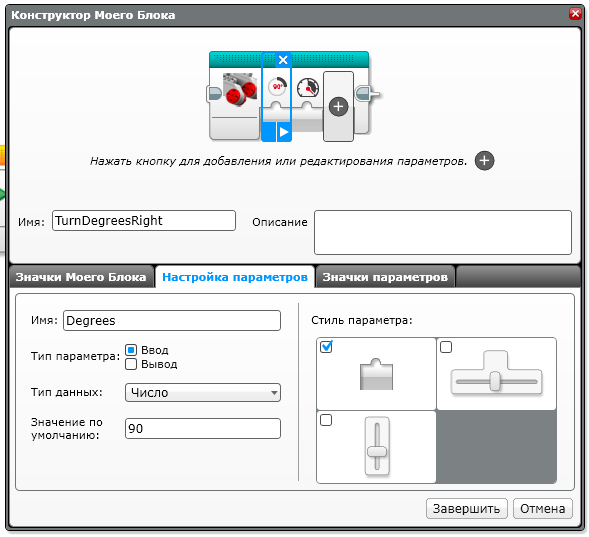 Конструктор Моего Блока
90°
Нажать кнопку для добавления или редактирования параметров.
Имя: TurnDegreesRight Описание
Значки Моего Блока Настройка параметров Значки параметров
Имя: Degrees Стиль параметра:
Тип параметра: Ввод
Вывод
Тип данных: Число
Значение по
умолчанию: 90
Завершить Отмена